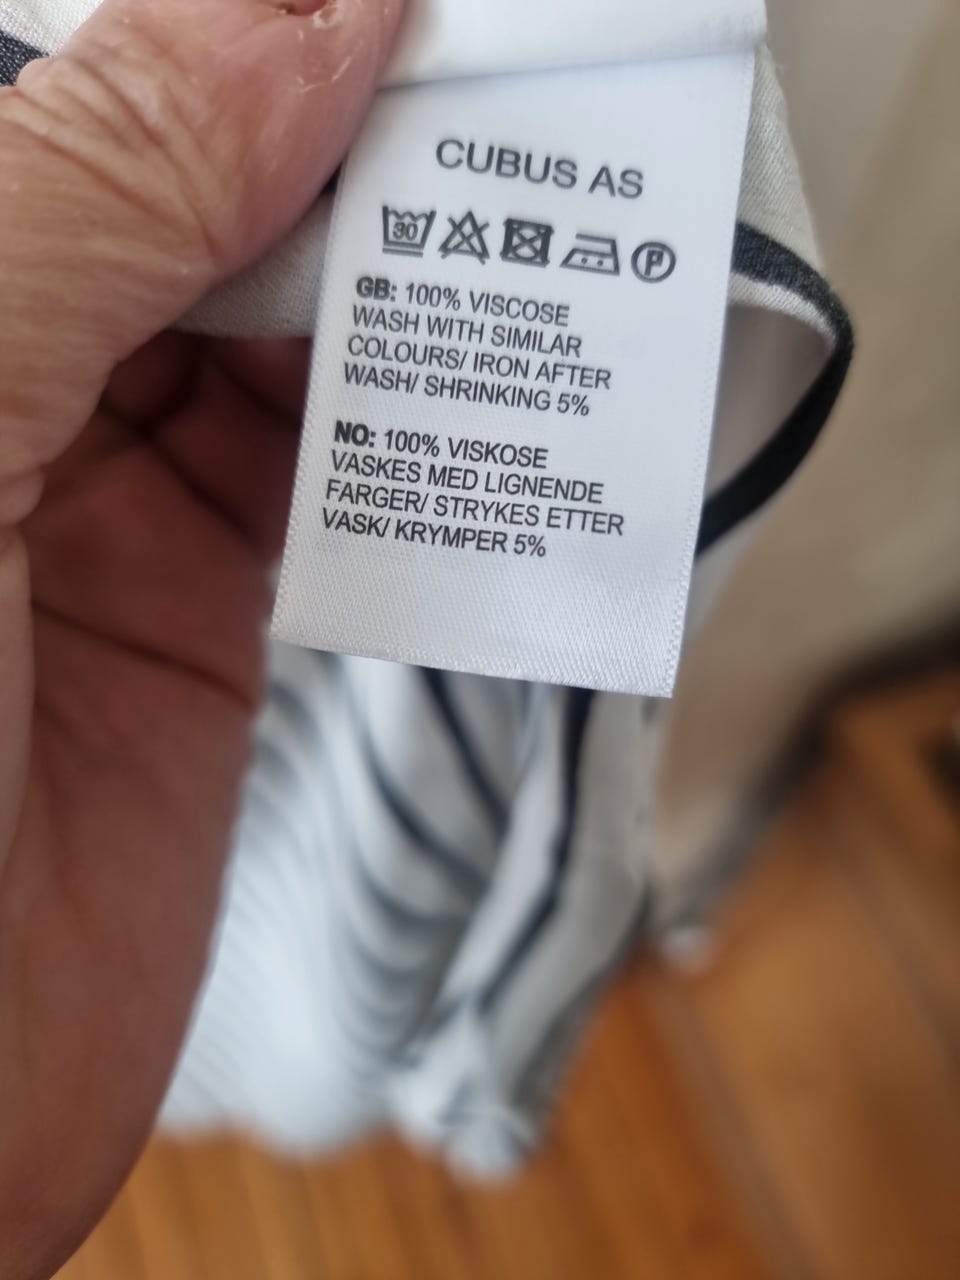 CUBUS AS
30 P
GB: 100% VISCOSE
WASH WITH SIMILAR
COLOURS/ IRON AFTER
WASH/ SHRINKING 5%
NO: 100% VISKOSE
VASKES MED LIGNENDE
FARGER/ STRYKES ETTER
VASK/ KRYMPER 5%